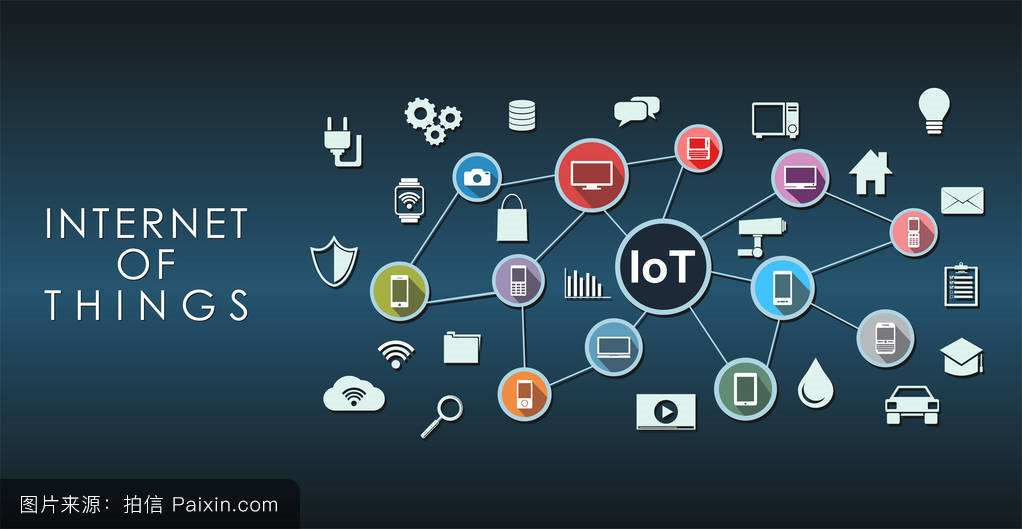 INTERNET
OF
THINGS
IoT
图片来源：拍信 Paixin.com